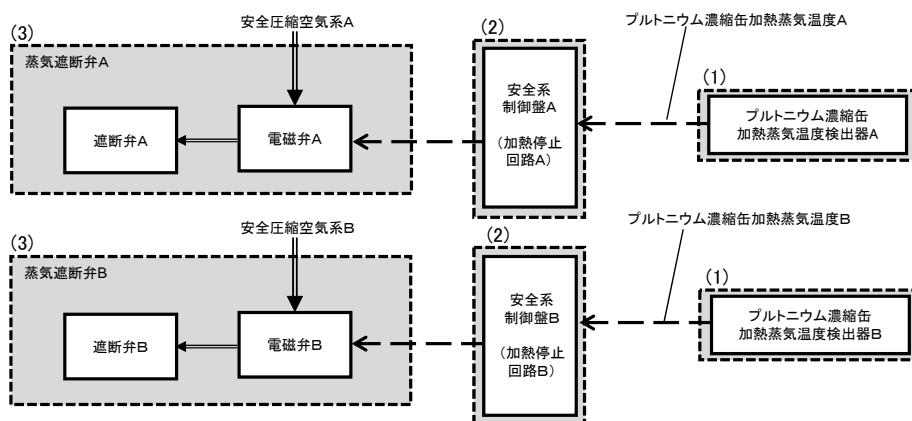 安全圧縮空気系A
プルトニウム濃縮缶加熱蒸気温度A
(3)
蒸気遮断弁A
遮断弁A
電磁弁A
(2)
安全系
制御盤A
(加熱停止
回路A)
(1)
プルトニウム濃縮缶
加熱蒸気温度検出器A
安全圧縮空気系B
プルトニウム濃縮缶加熱蒸気温度B
(3)
蒸気遮断弁B
遮断弁B
電磁弁B
(2)
安全系
制御盤B
(加熱停止
回路B)
(1)
プルトニウム濃縮缶
加熱蒸気温度検出器B